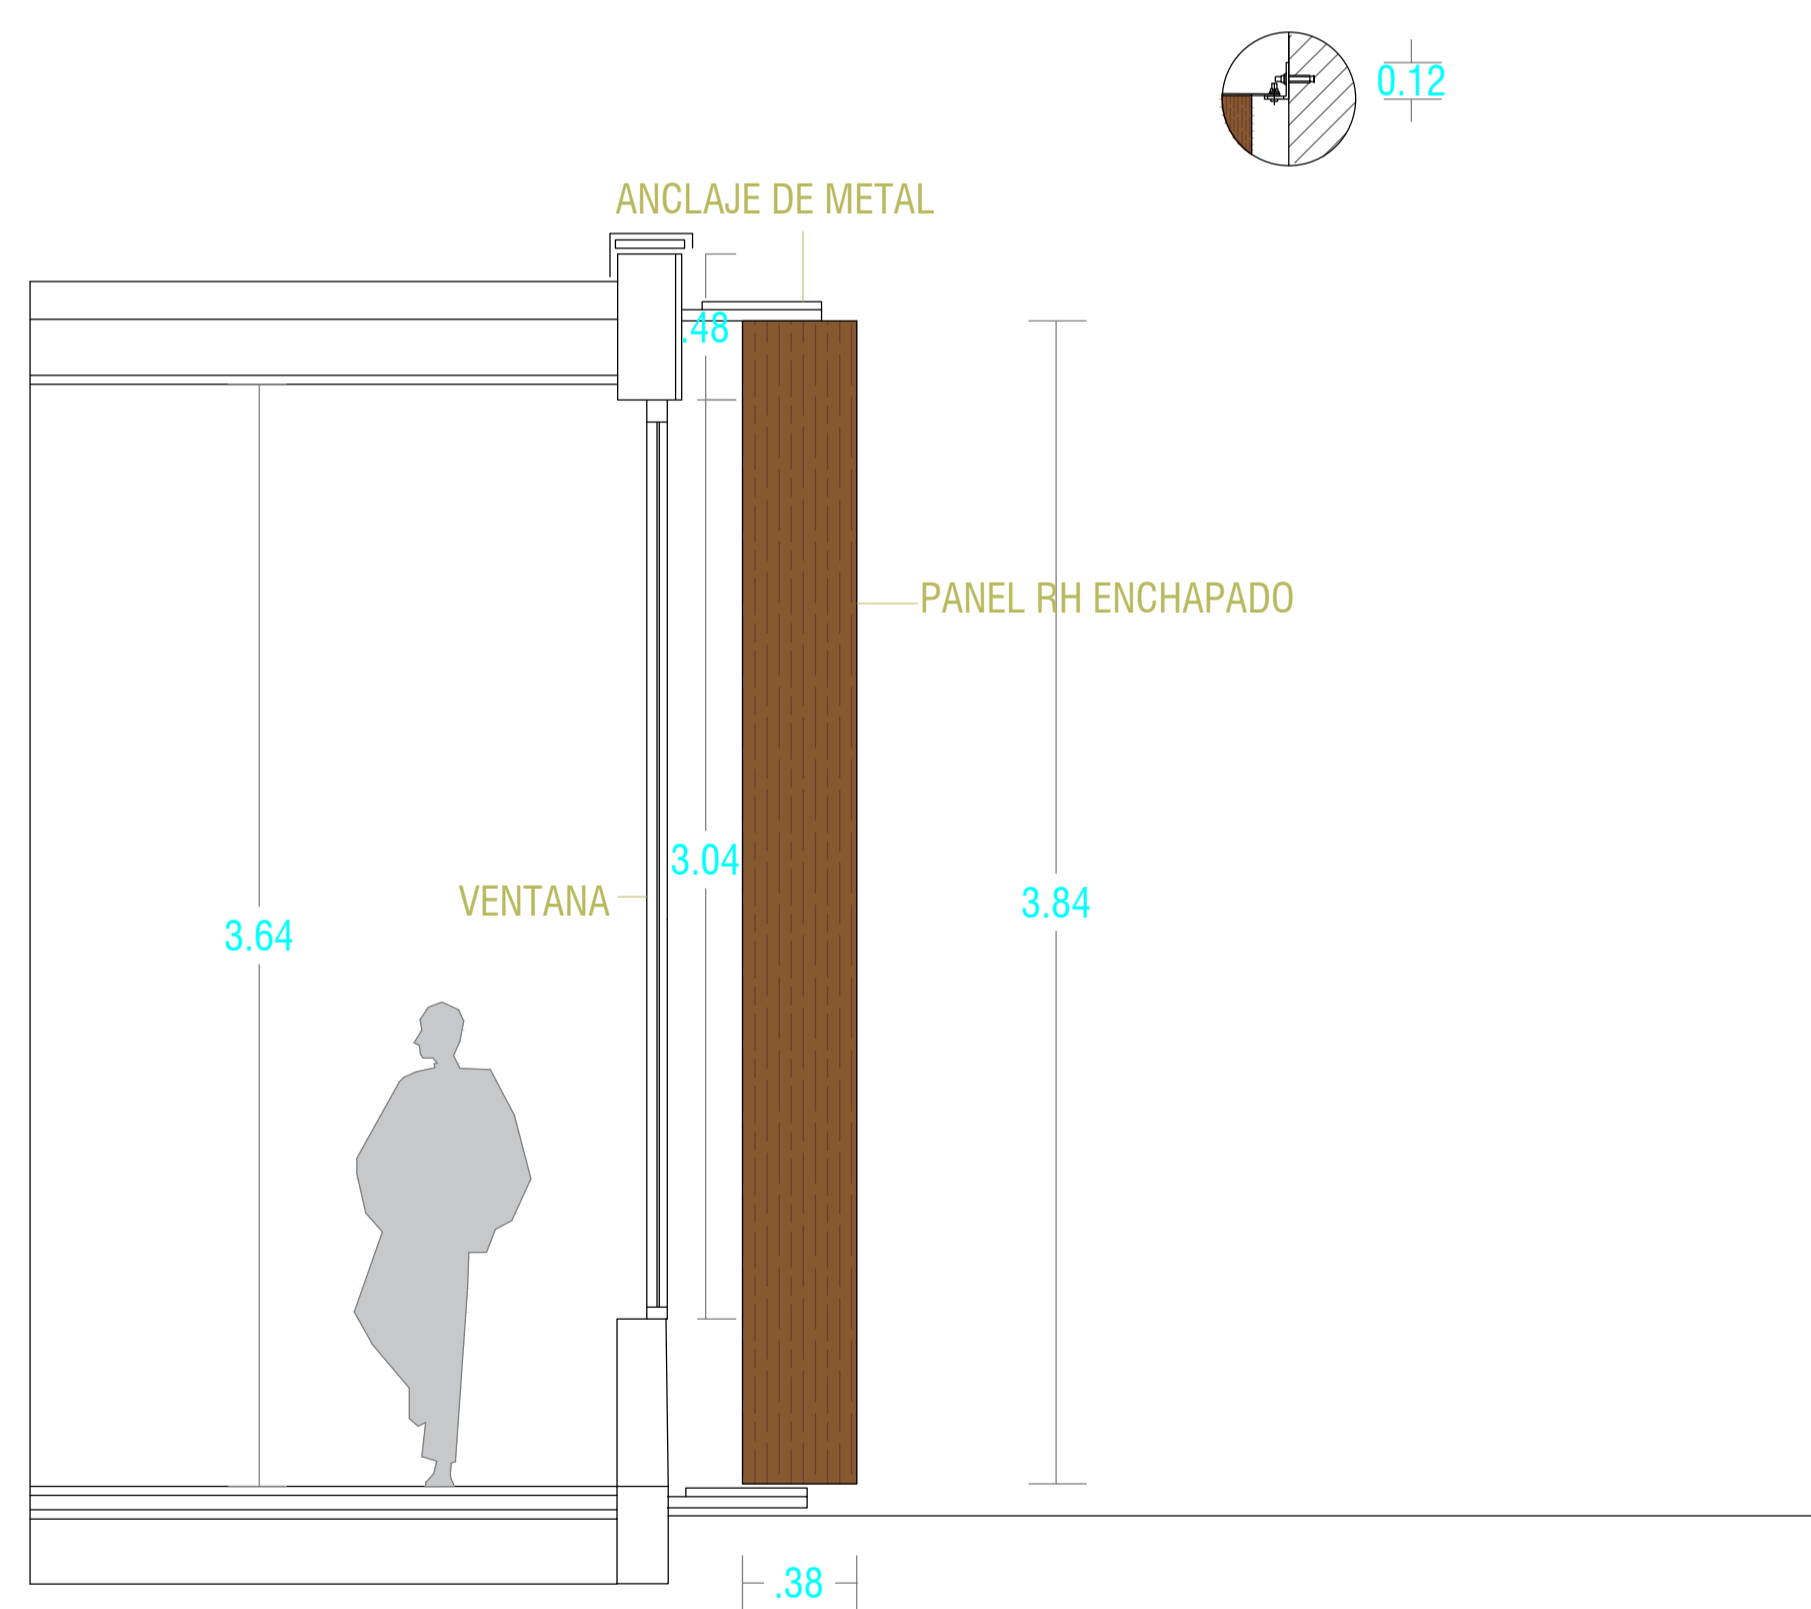 0.12
ANCLAJE DE METAL
.48
PANEL RH ENCHAPADO
3.04
VENTANA
3.84
3.64
.38